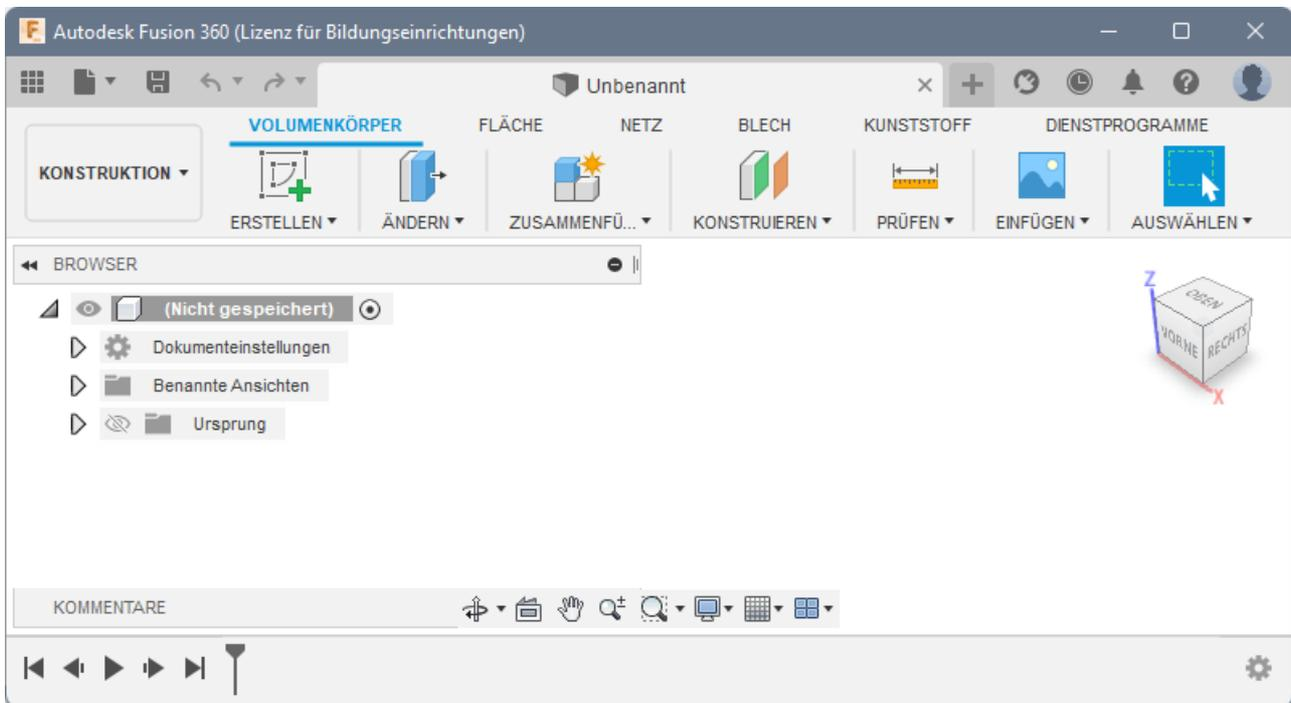 Autodesk Fusion 360 (Lizenz für Bildungseinrichtungen)
Unbenannt
VOLUMENKÖRPER FLÄCHE NETZ BLECH KUNSTSTOFF DIENSTPROGRAMME
KONSTRUKTION
ERSTELLEN ÄNDERN ZUSAMMENFÜ... KONSTRUIEREN PRÜFEN EINFÜGEN AUSWÄHLEN
BROWSER
(Nicht gespeichert)
Dokumenteinstellungen
Benannte Ansichten
Ursprung
Z
OBEN
VORNE RECHTS
X
KOMMENTARE